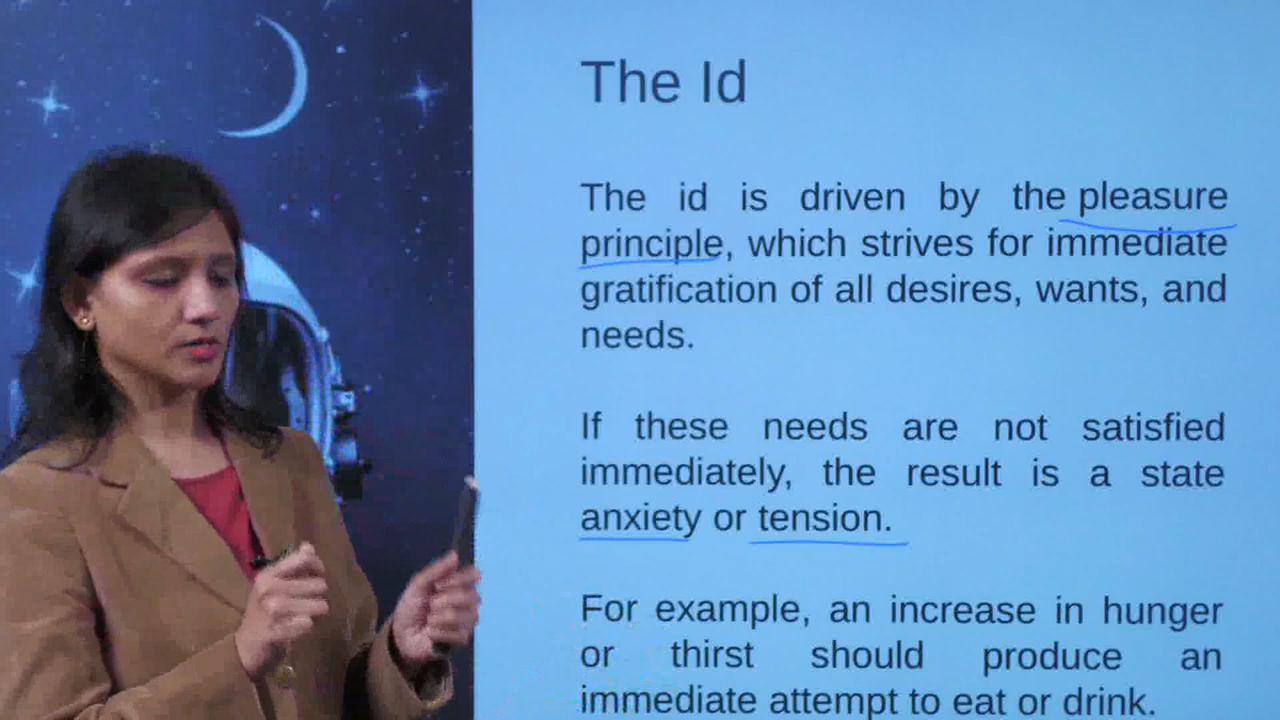 The Id
The id is driven by the pleasure
principle, which strives for immediate
gratification of all desires, wants, and
needs.
If these needs are not satisfied
immediately, the result is a state
anxiety or tension.
For example, an increase in hunger
or thirst should produce an
immediate attempt to eat or drink.